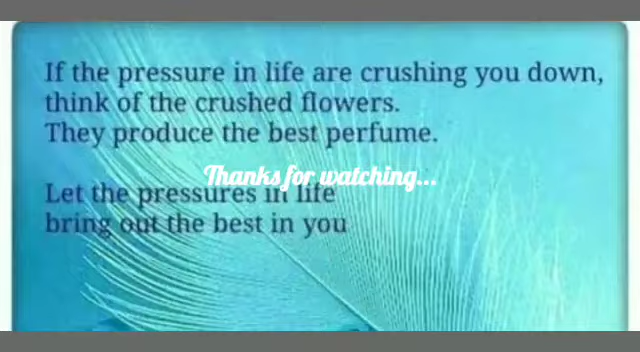 If the pressure in life are crushing you down,
think of the crushed flowers.
They produce the best perfume.
Thanks for watching...
Let the pressures in life
bring out the best in you